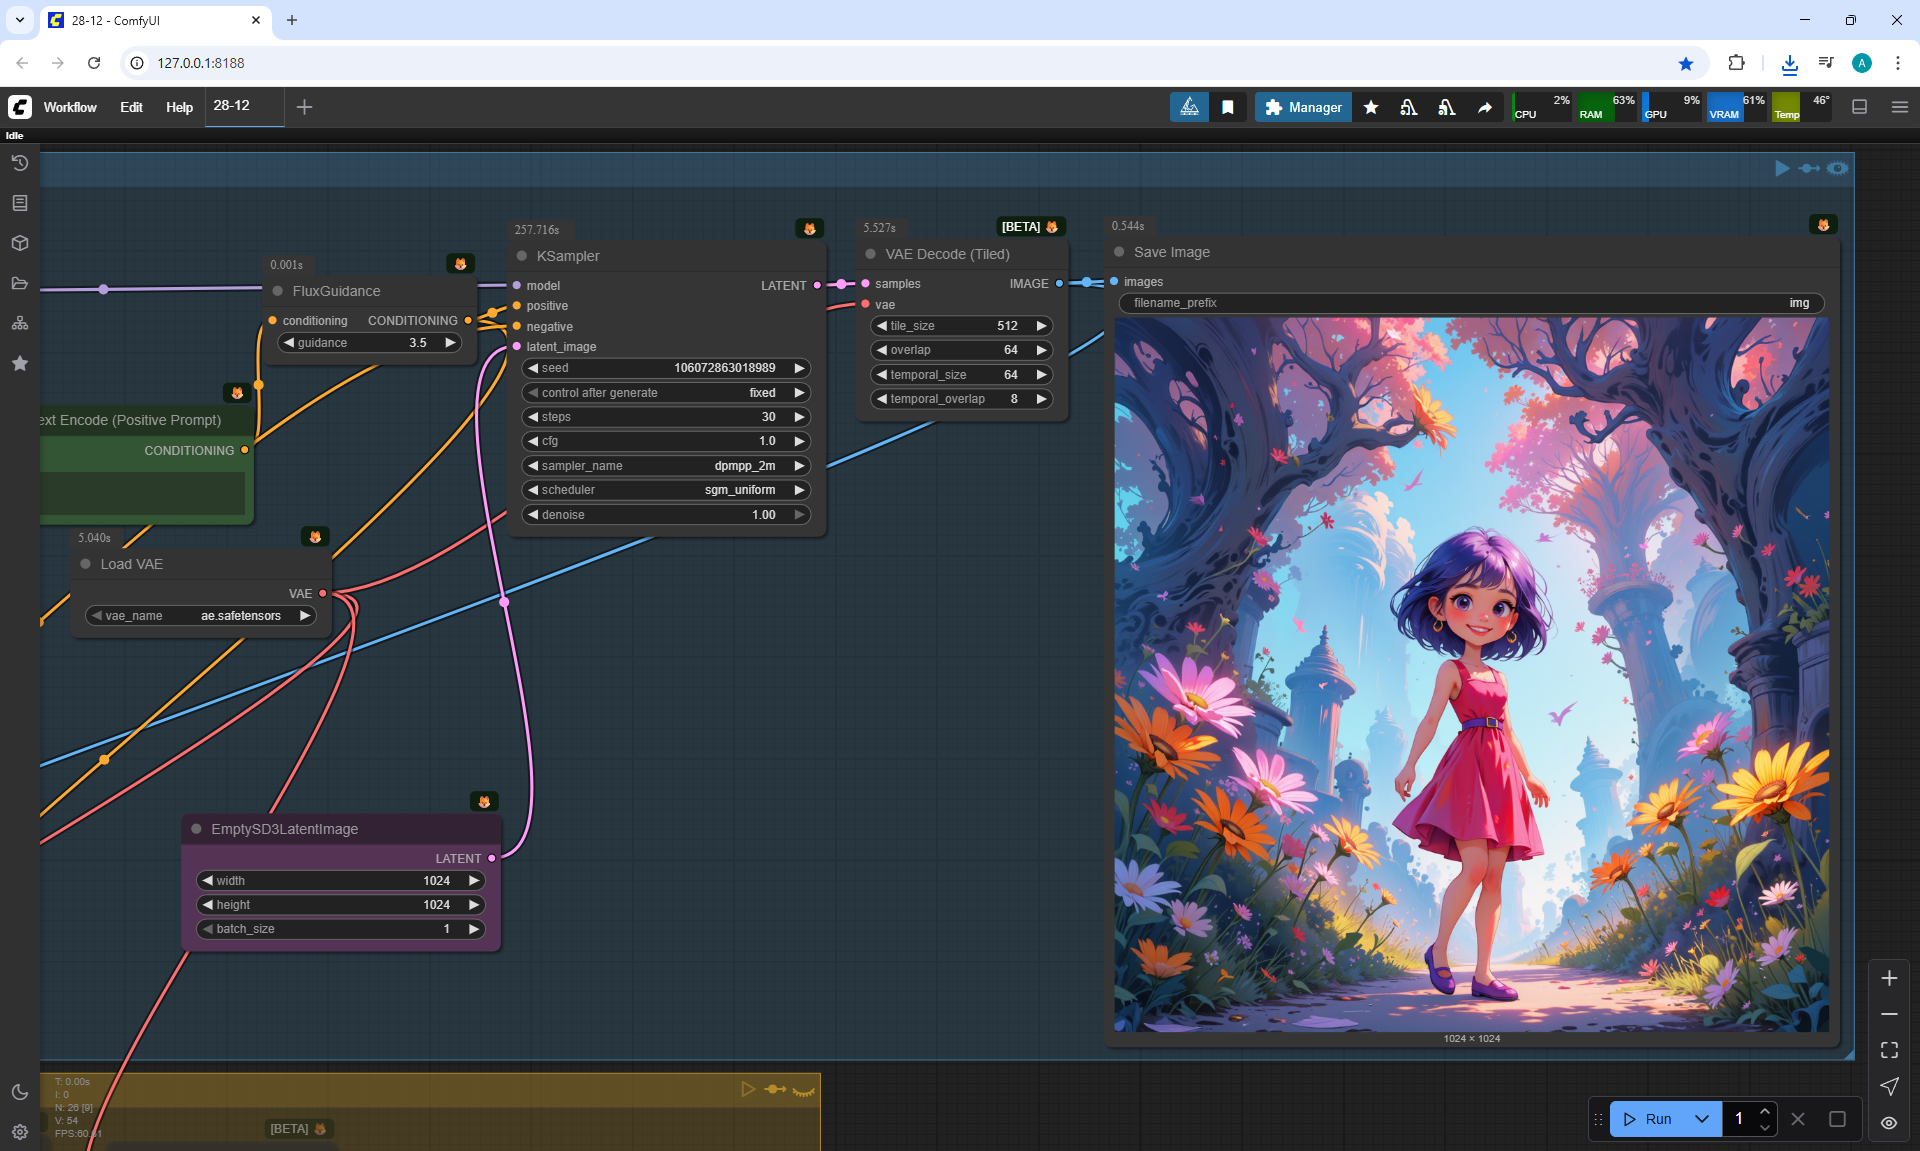 28-12 - ComfyUI
127.0.0.1:8188
A
Workflow Edit Help 28-12
Manager
CPU 2% RAM 63% GPU 9% VRAM 61% Temp 46°
Idle
0.001s
FluxGuidance
conditioning CONDITIONING
guidance 3.5
ext Encode (Positive Prompt)
CONDITIONING
5.040s
Load VAE
VAE
vae_name ae.safetensors
257.716s
KSampler
model LATENT
positive
negative
latent_image
seed 106072863018989
control after generate fixed
steps 30
cfg 1.0
sampler_name dpmpp_2m
scheduler sgm_uniform
denoise 1.00
5.527s [BETA]
VAE Decode (Tiled)
samples IMAGE
vae
tile_size 512
overlap 64
temporal_size 64
temporal_overlap 8
0.544s
Save Image
images
filename_prefix img
1024 × 1024
EmptySD3LatentImage
LATENT
width 1024
height 1024
batch_size 1
T: 0.00s
I: 0
N: 26 [9]
V: 54
[BETA]
Run 1